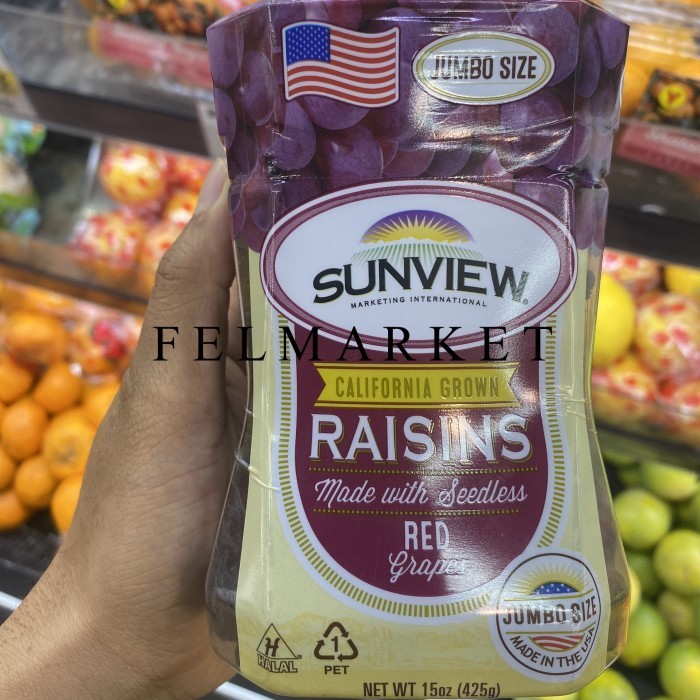 JUMBO SIZE
SUNVIEW®
MARKETING INTERNATIONAL
FELMARKET
CALIFORNIA GROWN
RAISINS
Made with Seedless
RED
Grapes
JUMBO SIZE
MADE IN THE USA
H
HALAL
1
PET
NET WT 15oz (425g)